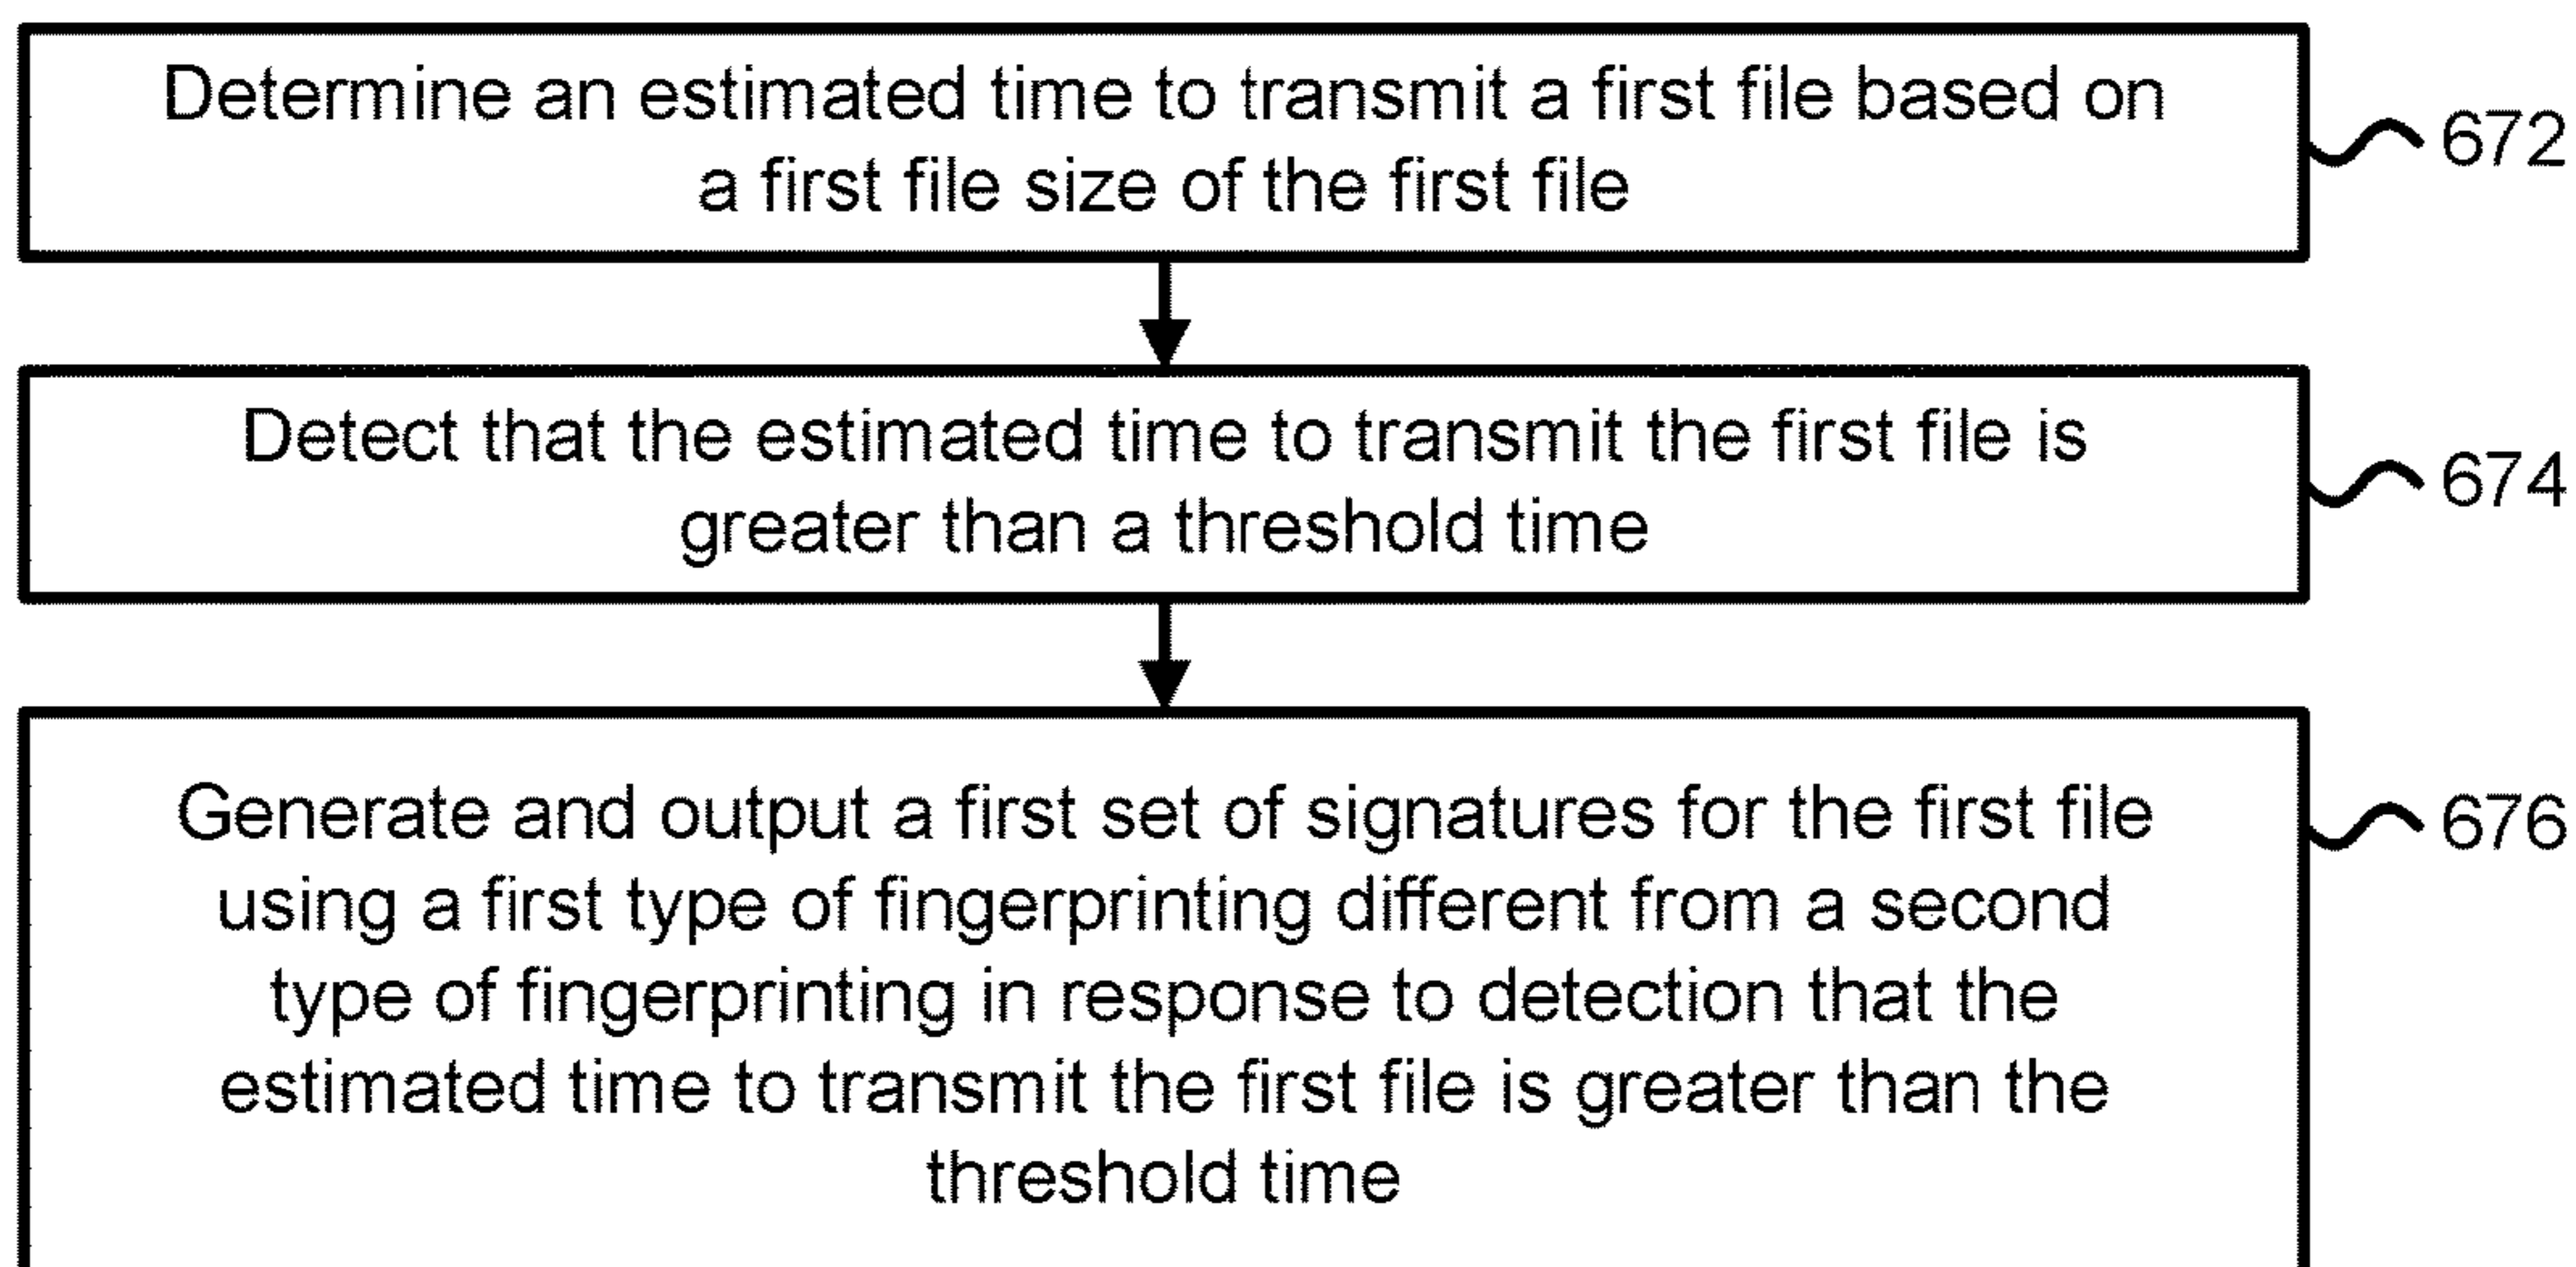 Determine an estimated time to transmit a first file based on
a first file size of the first file
672
Detect that the estimated time to transmit the first file is
greater than a threshold time
674
Generate and output a first set of signatures for the first file
using a first type of fingerprinting different from a second
type of fingerprinting in response to detection that the
estimated time to transmit the first file is greater than the
threshold time
676